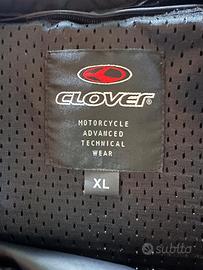 CLOVER®
MOTORCYCLE
ADVANCED
TECHNICAL
WEAR
XL
subito